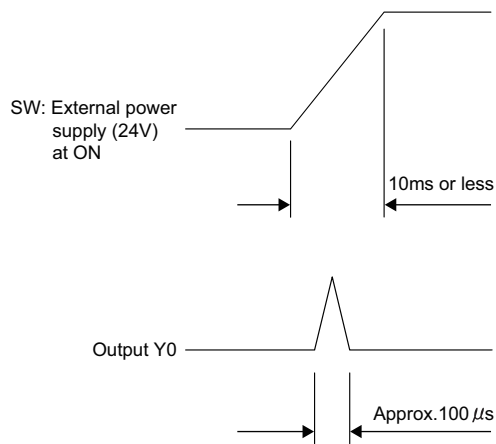 SW: External power
supply (24V)
at ON
10ms or less
Output Y0
Approx.100 μs